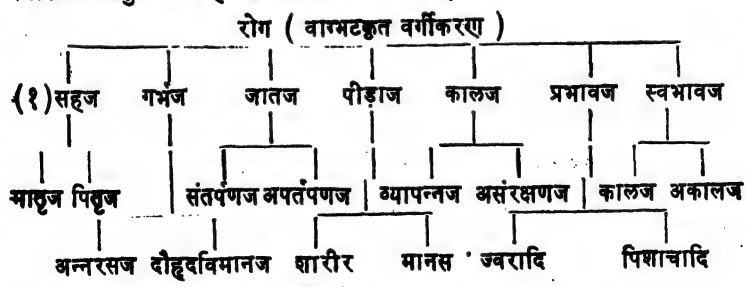 रोग ( वाग्भटकृत वर्गीकरण )
(१) सहज गर्भज जातज पीड़ाज कालज प्रभावज स्वभावज
मातृज पितृज संतर्पणज अपतर्पणज व्यापन्नज असंरक्षणज कालज अकालज
अन्नरसज दौहृदविमानज शारीर मानस ज्वरादि पिशाचादि